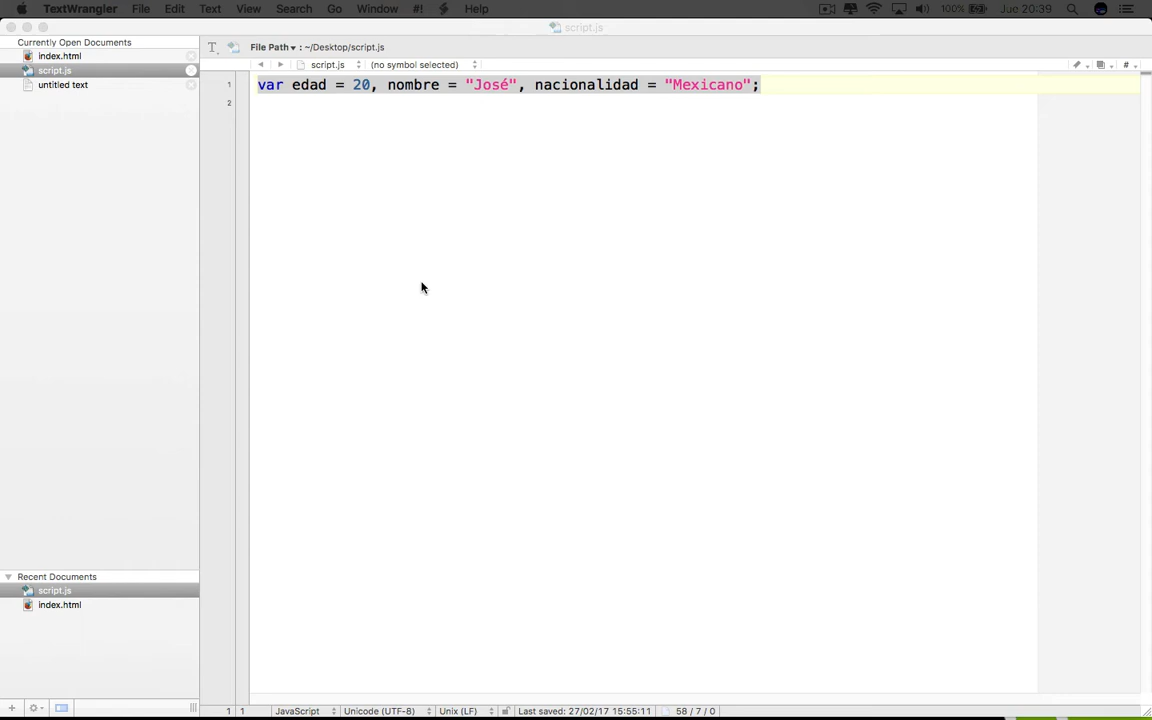 TextWrangler File Edit Text View Search Go Window #! Help 100% Jue 20:39
script.js
Currently Open Documents
index.html
script.js
untitled text
File Path ▾ : ~/Desktop/script.js
script.js (no symbol selected)
1 var edad = 20, nombre = "José", nacionalidad = "Mexicano";
2
Recent Documents
script.js
index.html
1 1 JavaScript Unicode (UTF-8) Unix (LF) Last saved: 27/02/17 15:55:11 58 / 7 / 0